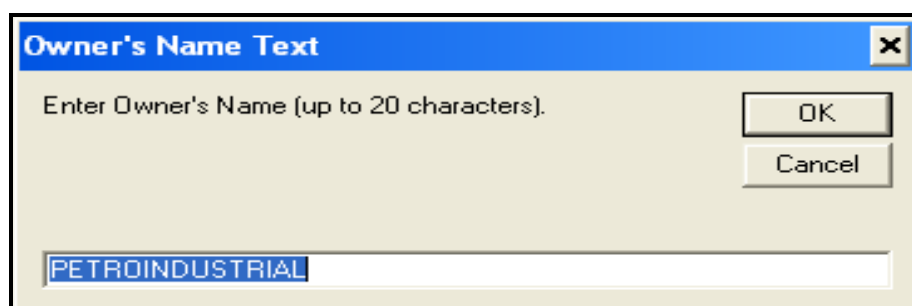 Owner's Name Text
Enter Owner's Name (up to 20 characters).
OK
Cancel
PETROINDUSTRIAL